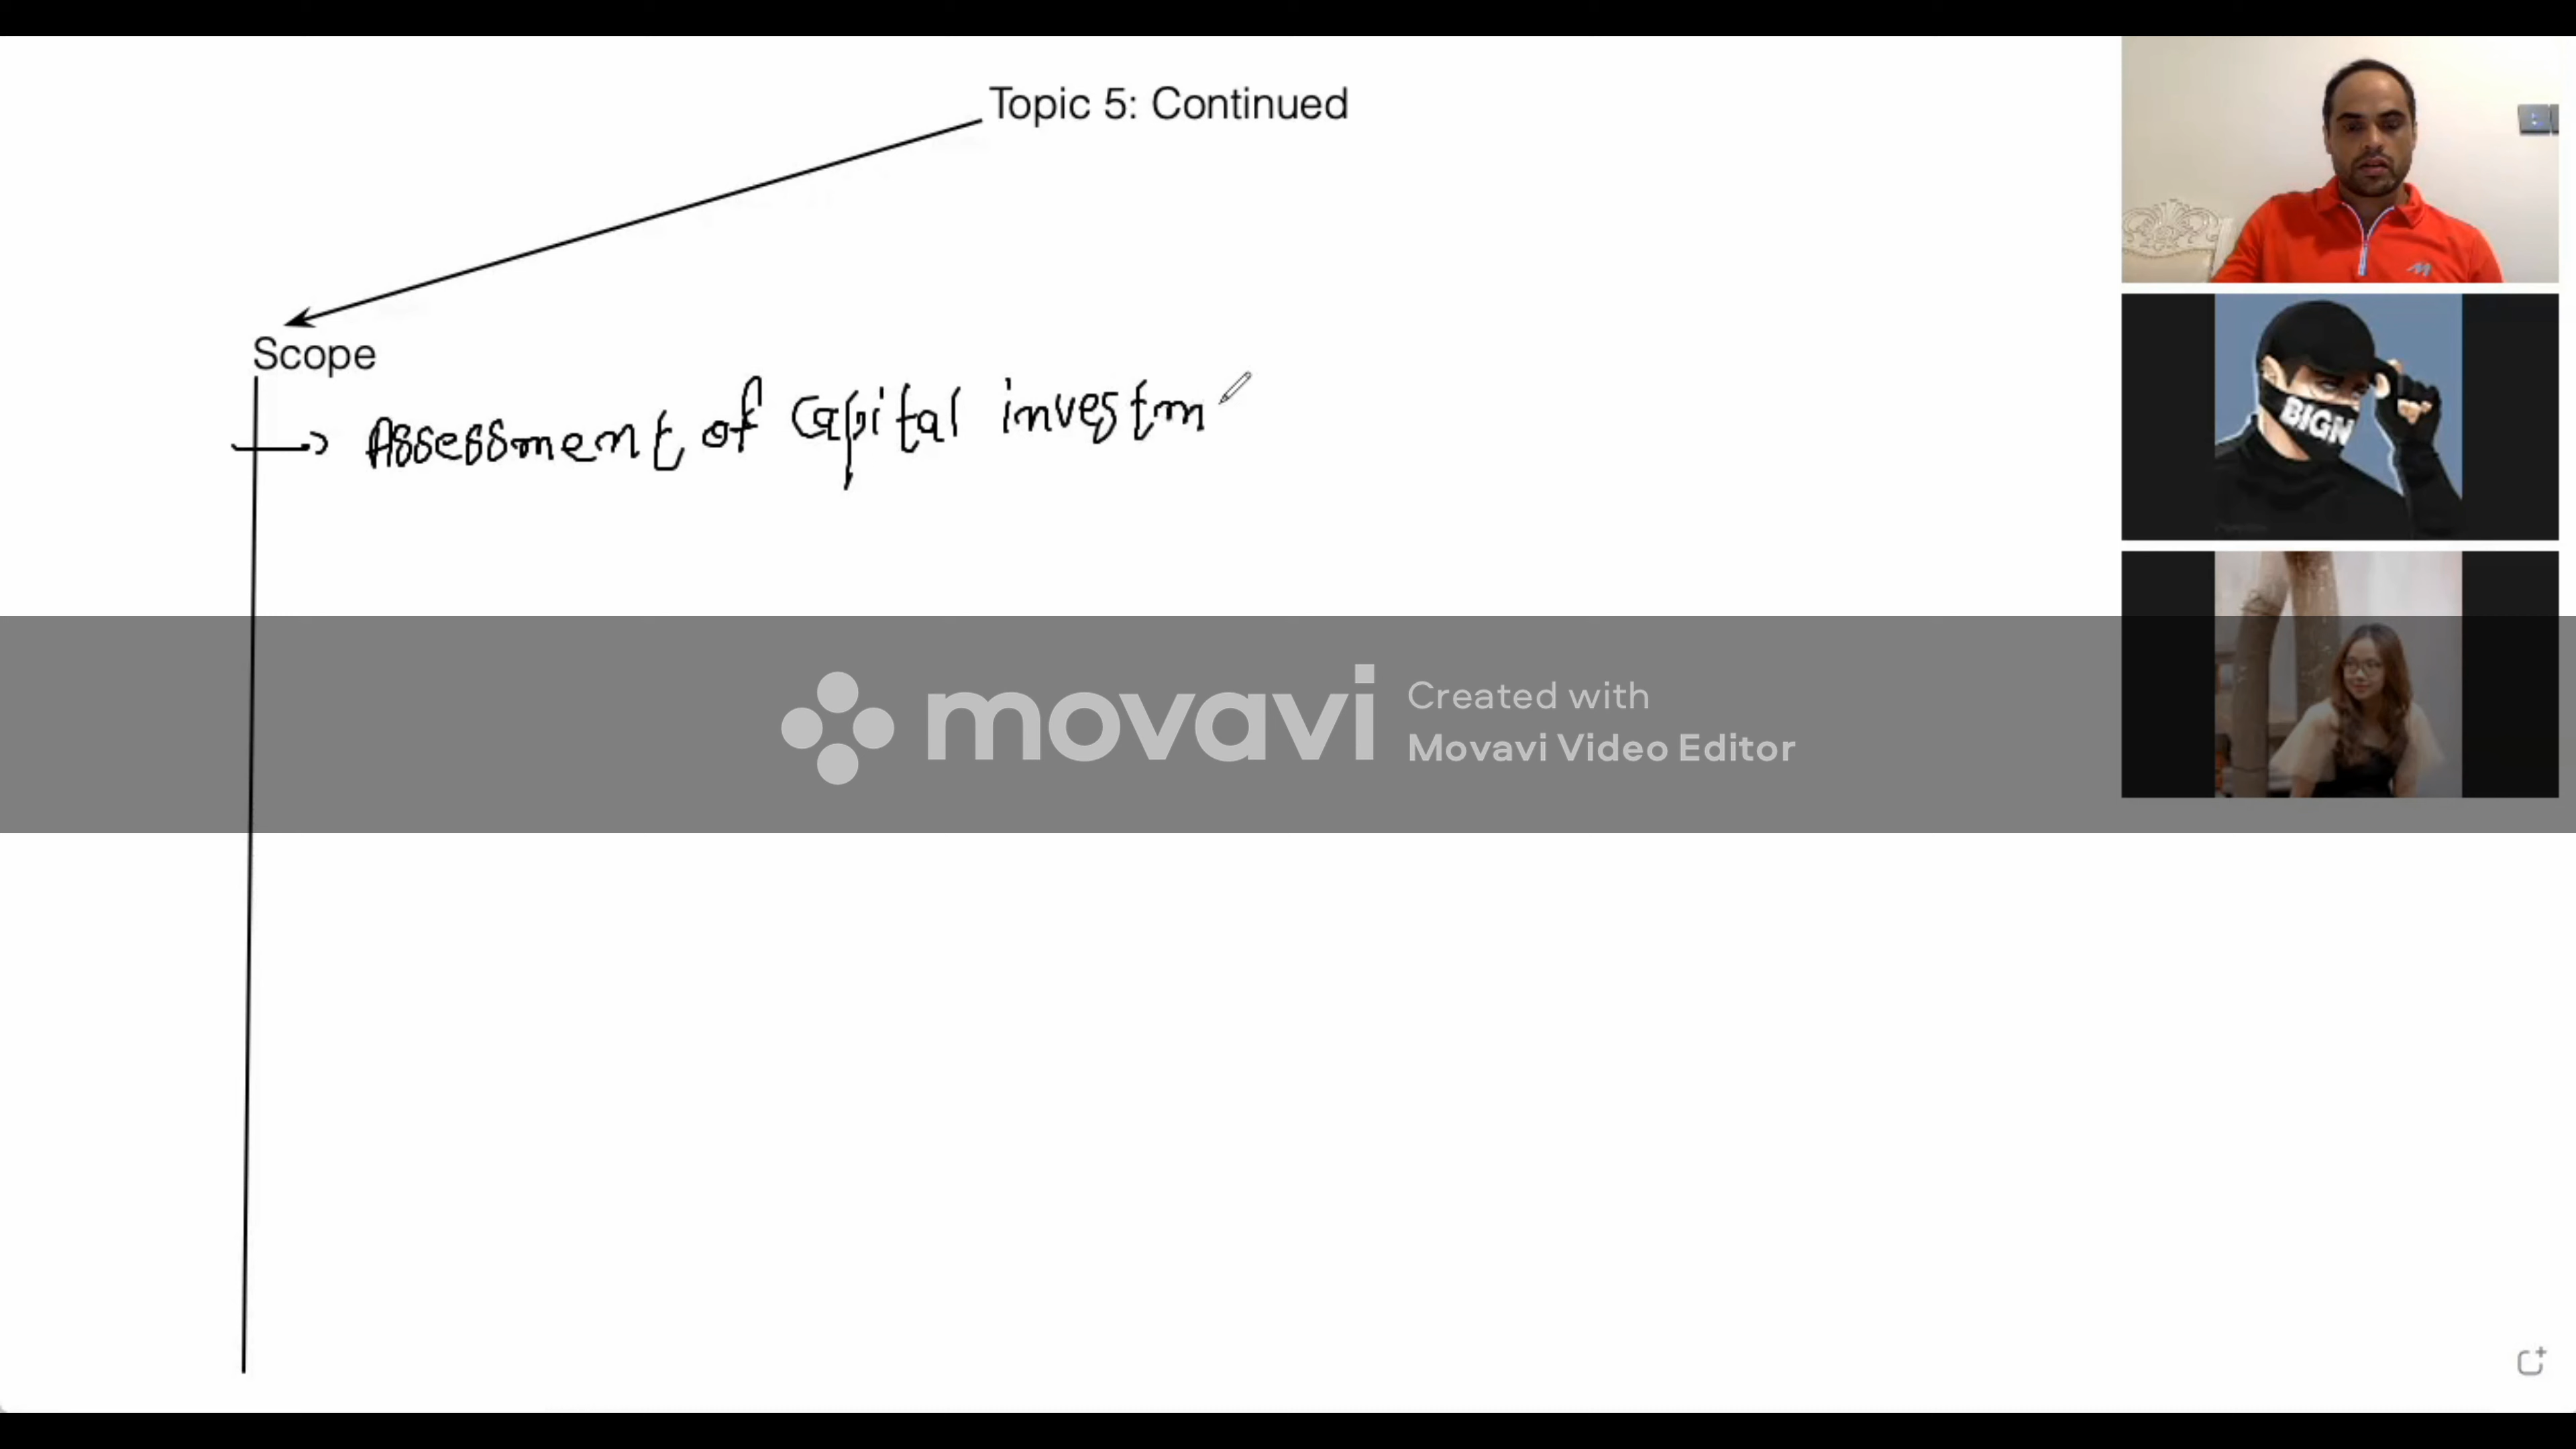 Topic 5: Continued
Scope
Assessment of Capital investm
BIGN
movavi
Created with
Movavi Video Editor